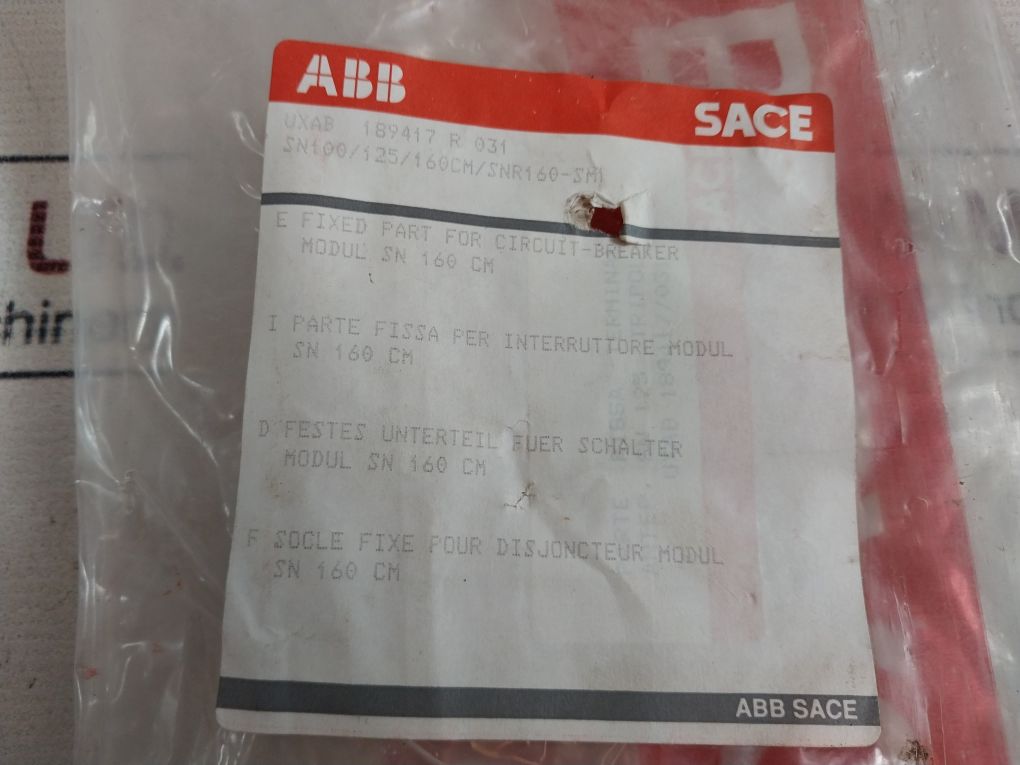 ABB
SACE
UXAB 189417 R 031
SN100/125/160CM/SNR160-SM1
E FIXED PART FOR CIRCUIT-BREAKER
MODUL SN 160 CM
I PARTE FISSA PER INTERRUTTORE MODUL
SN 160 CM
D FESTES UNTERTEIL FUER SCHALTER
MODUL SN 160 CM
F SOCLE FIXE POUR DISJONCTEUR MODUL
SN 160 CM
ABB SACE